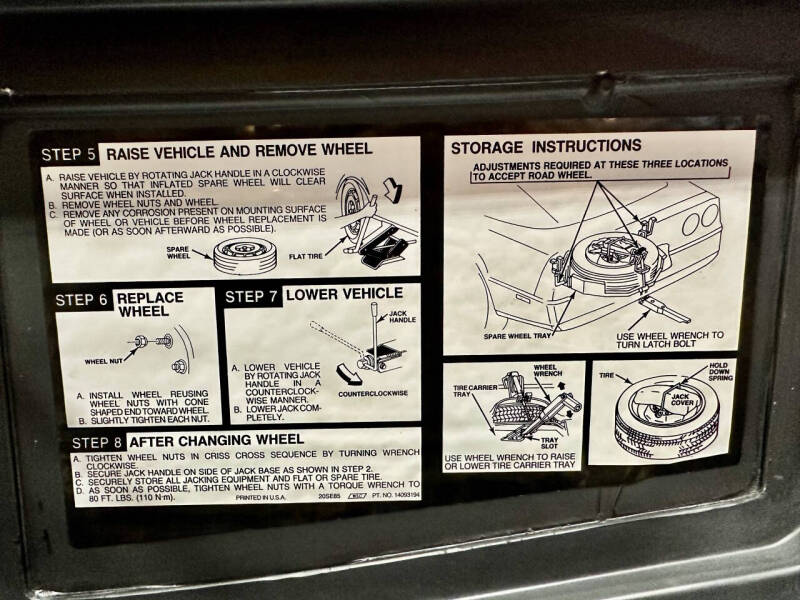 STEP 5 RAISE VEHICLE AND REMOVE WHEEL
A. RAISE VEHICLE BY ROTATING JACK HANDLE IN A CLOCKWISE
MANNER SO THAT INFLATED SPARE WHEEL WILL CLEAR
SURFACE WHEN INSTALLED.
B. REMOVE WHEEL NUTS AND WHEEL.
C. REMOVE ANY CORROSION PRESENT ON MOUNTING SURFACE
OF WHEEL OR VEHICLE BEFORE WHEEL REPLACEMENT IS
MADE (OR AS SOON AFTERWARD AS POSSIBLE).
SPARE
WHEEL
FLAT TIRE
STEP 6 REPLACE
WHEEL
WHEEL NUT
A. INSTALL WHEEL REUSING
WHEEL NUTS WITH CONE
SHAPED END TOWARD WHEEL.
B. SLIGHTLY TIGHTEN EACH NUT.
STEP 7 LOWER VEHICLE
JACK
HANDLE
COUNTERCLOCKWISE
A. LOWER VEHICLE
BY ROTATING JACK
HANDLE IN A
COUNTERCLOCK-
WISE MANNER.
B. LOWER JACK COM-
PLETELY.
STEP 8 AFTER CHANGING WHEEL
A. TIGHTEN WHEEL NUTS IN CRISS CROSS SEQUENCE BY TURNING WRENCH
CLOCKWISE.
B. SECURE JACK HANDLE ON SIDE OF JACK BASE AS SHOWN IN STEP 2.
C. SECURELY STORE ALL JACKING EQUIPMENT AND FLAT OR SPARE TIRE.
D. AS SOON AS POSSIBLE, TIGHTEN WHEEL NUTS WITH A TORQUE WRENCH TO
80 FT. LBS. (110 N·m).
PRINTED IN U.S.A. 20SE85 PT. NO. 14093194
STORAGE INSTRUCTIONS
ADJUSTMENTS REQUIRED AT THESE THREE LOCATIONS
TO ACCEPT ROAD WHEEL.
SPARE WHEEL TRAY
USE WHEEL WRENCH TO
TURN LATCH BOLT
WHEEL
WRENCH
TIRE CARRIER
TRAY
TRAY
SLOT
USE WHEEL WRENCH TO RAISE
OR LOWER TIRE CARRIER TRAY
TIRE
HOLD
DOWN
SPRING
JACK
COVER